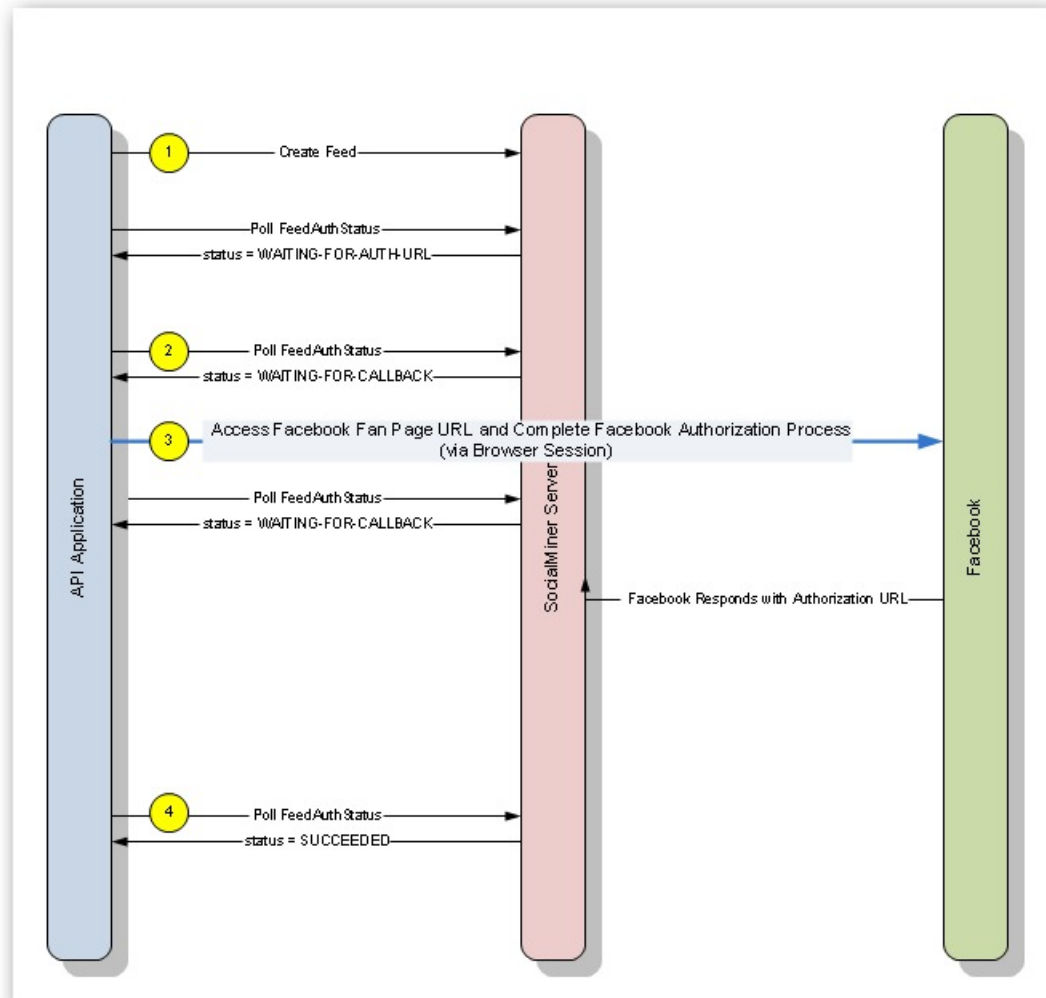 1
Create Feed
Poll FeedAuthStatus
status = WAITING-FOR-AUTH-URL
2
Poll FeedAuthStatus
status = WAITING-FOR-CALLBACK
3
Access Facebook Fan Page URL and Complete Facebook Authorization Process
(via Browser Session)
Poll FeedAuthStatus
status = WAITING-FOR-CALLBACK
API Application
SocialMiner Server
Facebook
Facebook Responds with Authorization URL
4
Poll FeedAuthStatus
status = SUCCEEDED